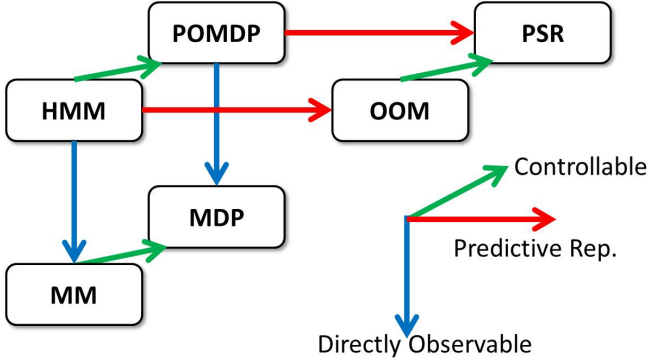 POMDP
PSR
HMM
OOM
Controllable
MDP
Predictive Rep.
MM
Directly Observable